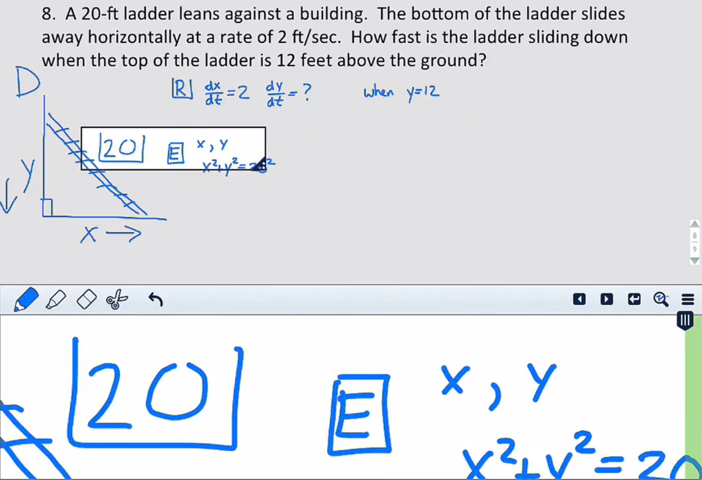 8. A 20-ft ladder leans against a building. The bottom of the ladder slides
away horizontally at a rate of 2 ft/sec. How fast is the ladder sliding down
when the top of the ladder is 12 feet above the ground?
D
R dx/dt = 2 dy/dt = ? when y=12
20 E x, y
x²+y²=20²
y
x →
8
9
20 E x, y
x²+y²=20